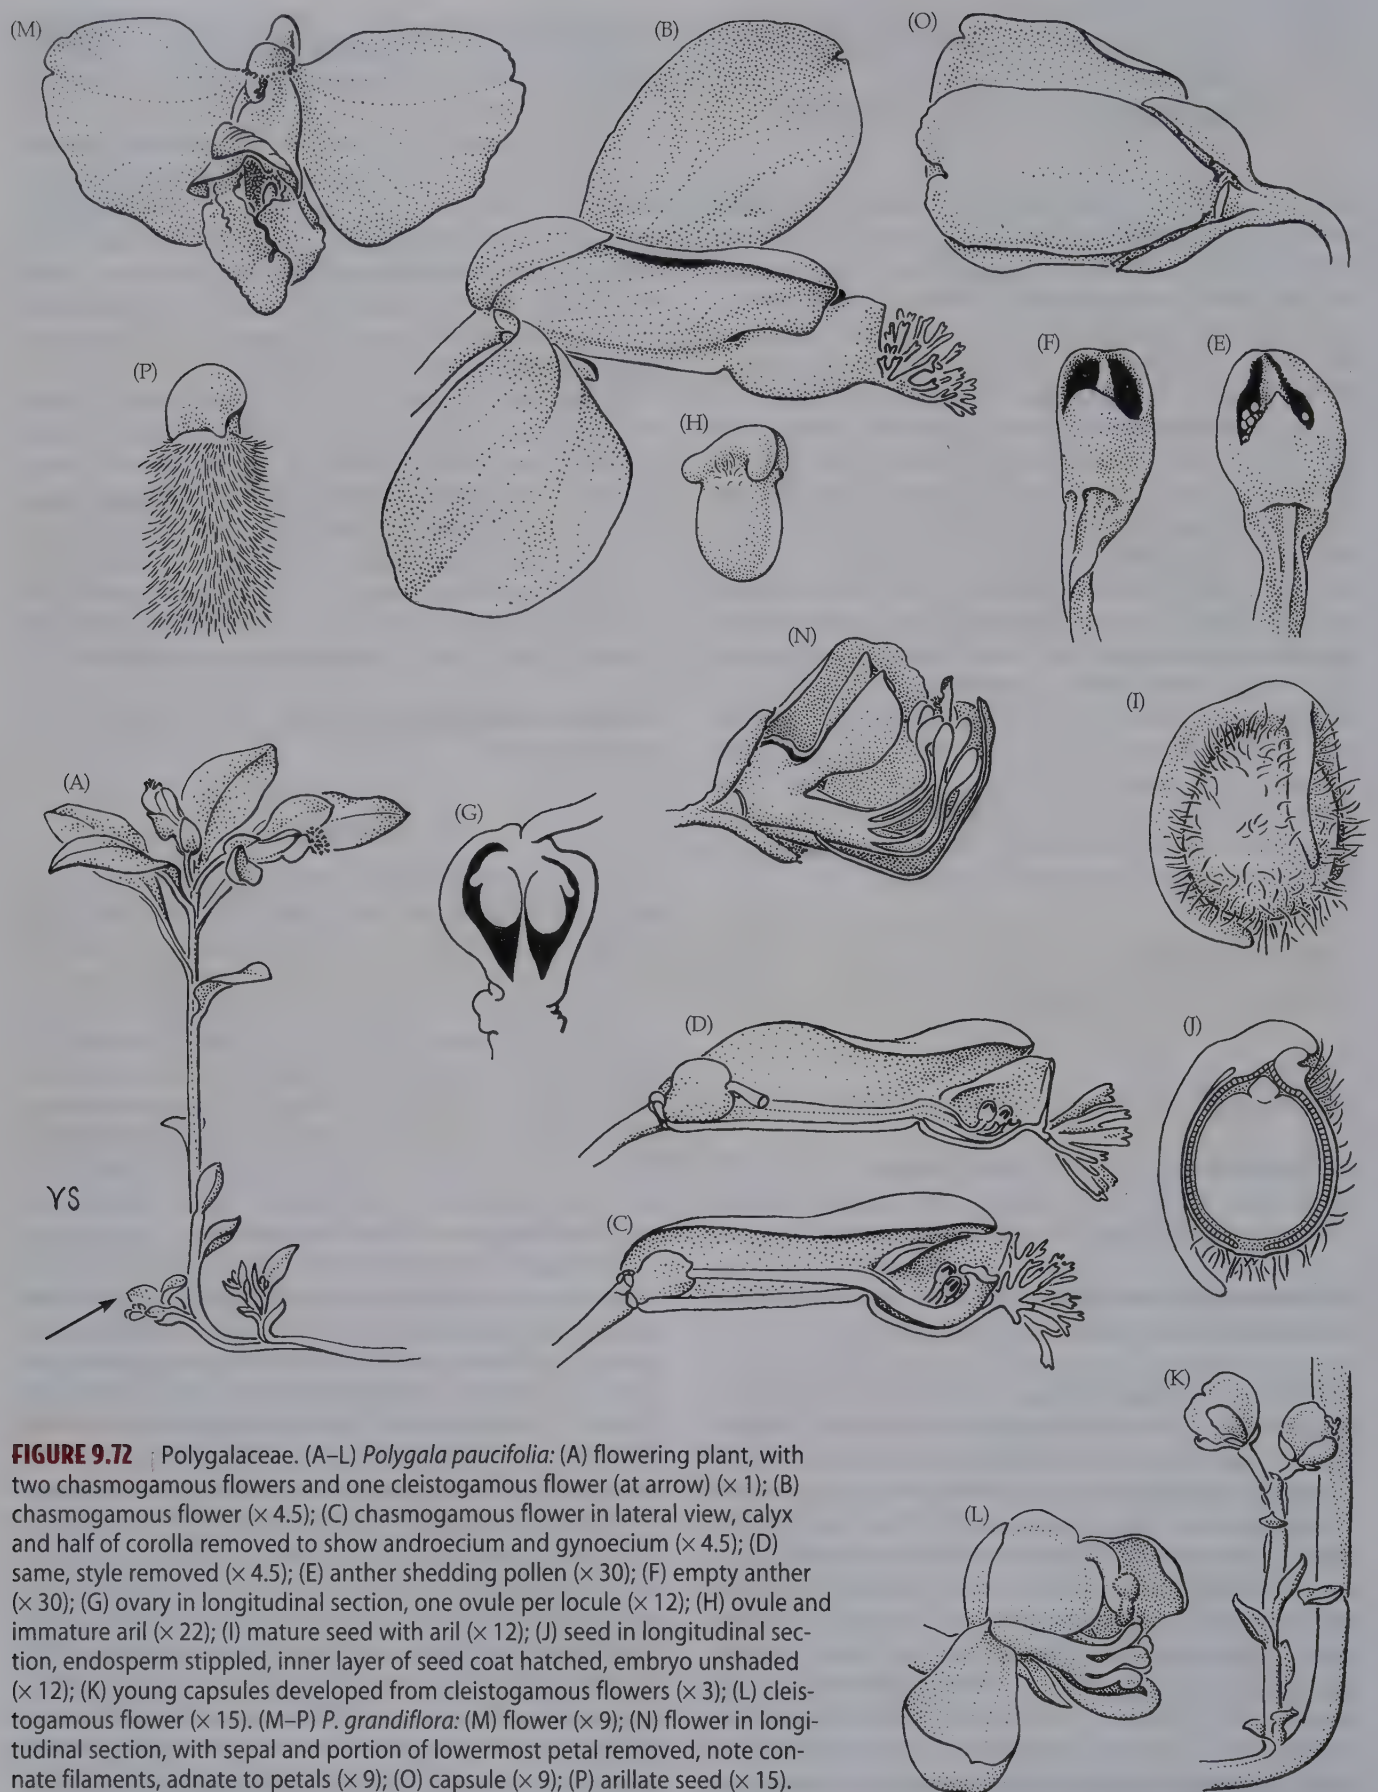 (M)
(B)
(O)
(P)
(H)
(F)
(E)
(N)
(I)
(A)
(G)
(D)
(J)
(C)
(K)
(L)
FIGURE 9.72 Polygalaceae. (A–L) Polygala paucifolia: (A) flowering plant, with
two chasmogamous flowers and one cleistogamous flower (at arrow) (× 1); (B)
chasmogamous flower (× 4.5); (C) chasmogamous flower in lateral view, calyx
and half of corolla removed to show androecium and gynoecium (× 4.5); (D)
same, style removed (× 4.5); (E) anther shedding pollen (× 30); (F) empty anther
(× 30); (G) ovary in longitudinal section, one ovule per locule (× 12); (H) ovule and
immature aril (× 22); (I) mature seed with aril (× 12); (J) seed in longitudinal sec-
tion, endosperm stippled, inner layer of seed coat hatched, embryo unshaded
(× 12); (K) young capsules developed from cleistogamous flowers (× 3); (L) cleis-
togamous flower (× 15). (M–P) P. grandiflora: (M) flower (× 9); (N) flower in longi-
tudinal section, with sepal and portion of lowermost petal removed, note con-
nate filaments, adnate to petals (× 9); (O) capsule (× 9); (P) arillate seed (× 15).